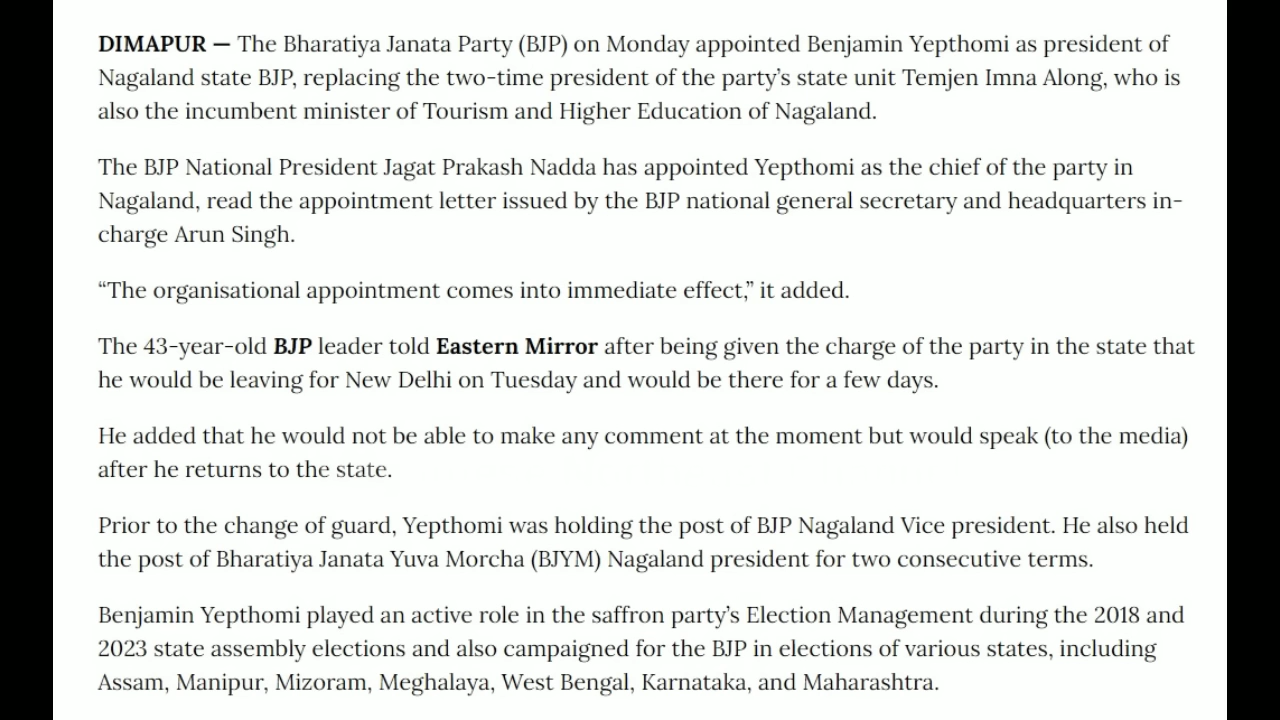 DIMAPUR — The Bharatiya Janata Party (BJP) on Monday appointed Benjamin Yepthomi as president of
Nagaland state BJP, replacing the two-time president of the party’s state unit Temjen Imna Along, who is
also the incumbent minister of Tourism and Higher Education of Nagaland.
The BJP National President Jagat Prakash Nadda has appointed Yepthomi as the chief of the party in
Nagaland, read the appointment letter issued by the BJP national general secretary and headquarters in-
charge Arun Singh.
“The organisational appointment comes into immediate effect,” it added.
The 43-year-old BJP leader told Eastern Mirror after being given the charge of the party in the state that
he would be leaving for New Delhi on Tuesday and would be there for a few days.
He added that he would not be able to make any comment at the moment but would speak (to the media)
after he returns to the state.
Prior to the change of guard, Yepthomi was holding the post of BJP Nagaland Vice president. He also held
the post of Bharatiya Janata Yuva Morcha (BJYM) Nagaland president for two consecutive terms.
Benjamin Yepthomi played an active role in the saffron party’s Election Management during the 2018 and
2023 state assembly elections and also campaigned for the BJP in elections of various states, including
Assam, Manipur, Mizoram, Meghalaya, West Bengal, Karnataka, and Maharashtra.